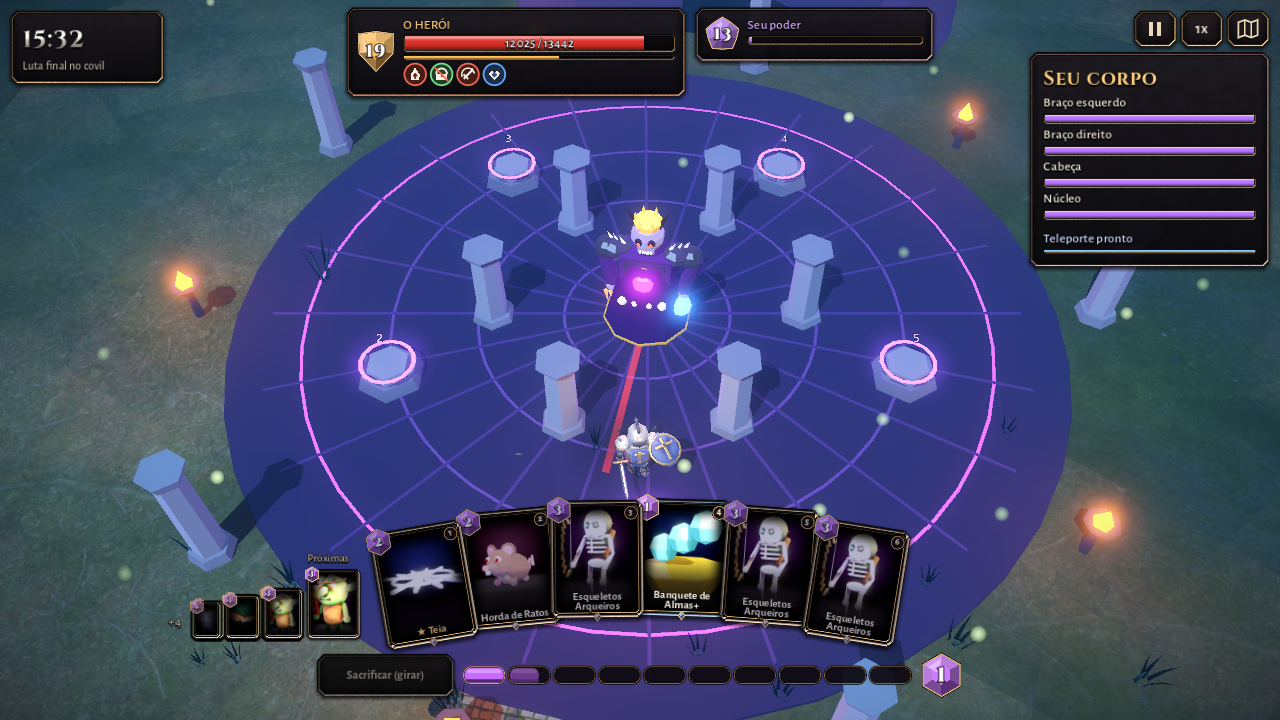 15:32
Luta final no covil
19
O HERÓI
12025 / 13442
13
Seu poder
1x
SEU CORPO
Braço esquerdo
Braço direito
Cabeça
Núcleo
Teleporte pronto
3
4
2
5
Próximas
+4
3
3
3
2
1
★ Teia
2
2
Horda de Ratos
3
3
Esqueletos
Arqueiros
1
4
Banquete de
Almas+
3
5
Esqueletos
Arqueiros
3
6
Esqueletos
Arqueiros
Sacrificar (girar)
1